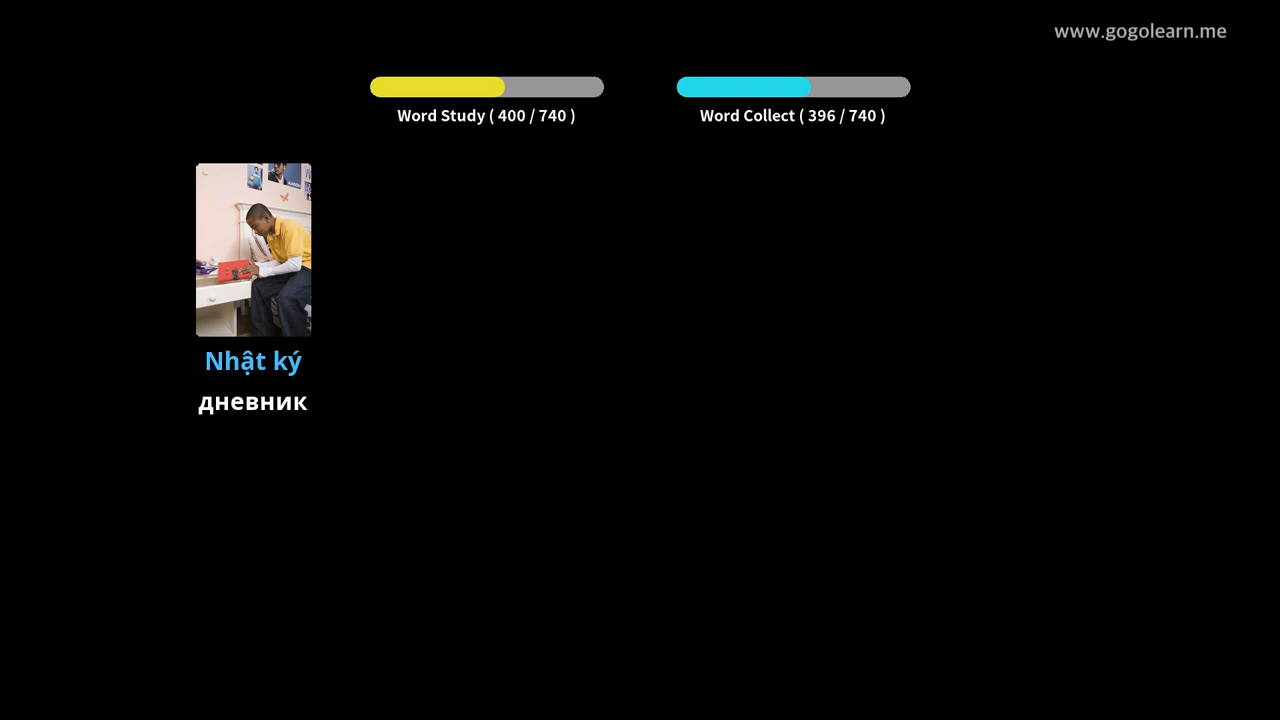 www.gogolearn.me
Word Study ( 400 / 740 )
Word Collect ( 396 / 740 )
Nhật ký
дневник